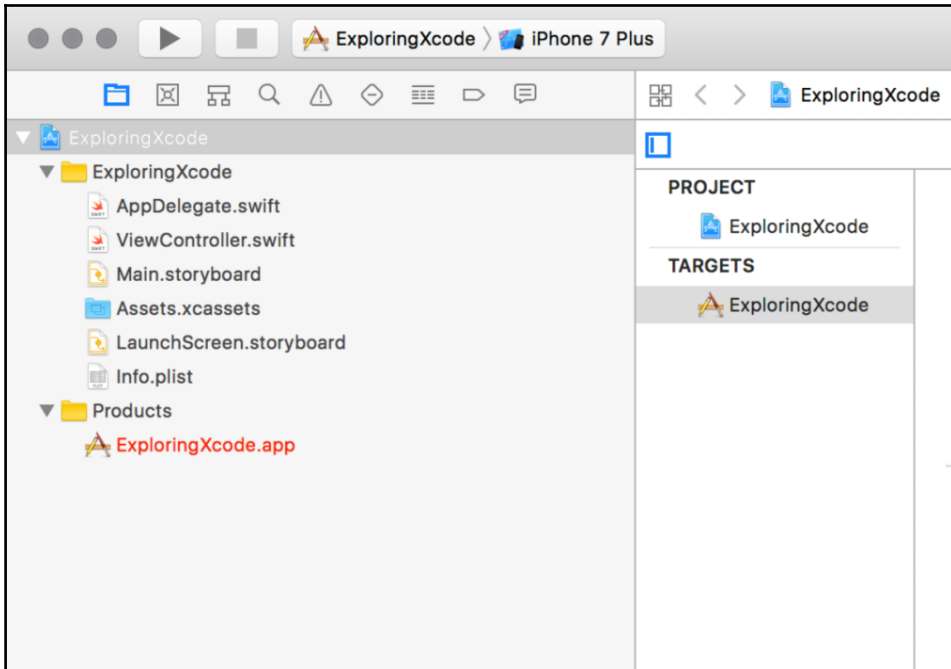 ExploringXcode iPhone 7 Plus
ExploringXcode
ExploringXcode
ExploringXcode
AppDelegate.swift
ViewController.swift
Main.storyboard
Assets.xcassets
LaunchScreen.storyboard
Info.plist
Products
ExploringXcode.app
PROJECT
ExploringXcode
TARGETS
ExploringXcode